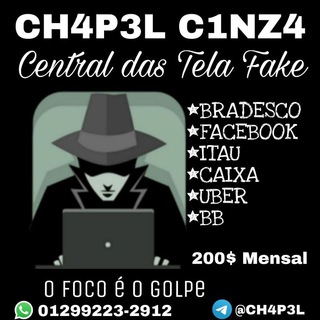 CH4P3L C1NZ4
Central das Tela Fake
BRADESCO
FACEBOOK
ITAU
CAIXA
UBER
BB
200$ Mensal
O FOCO É O GOLPE
01299223-2912
@CH4P3L